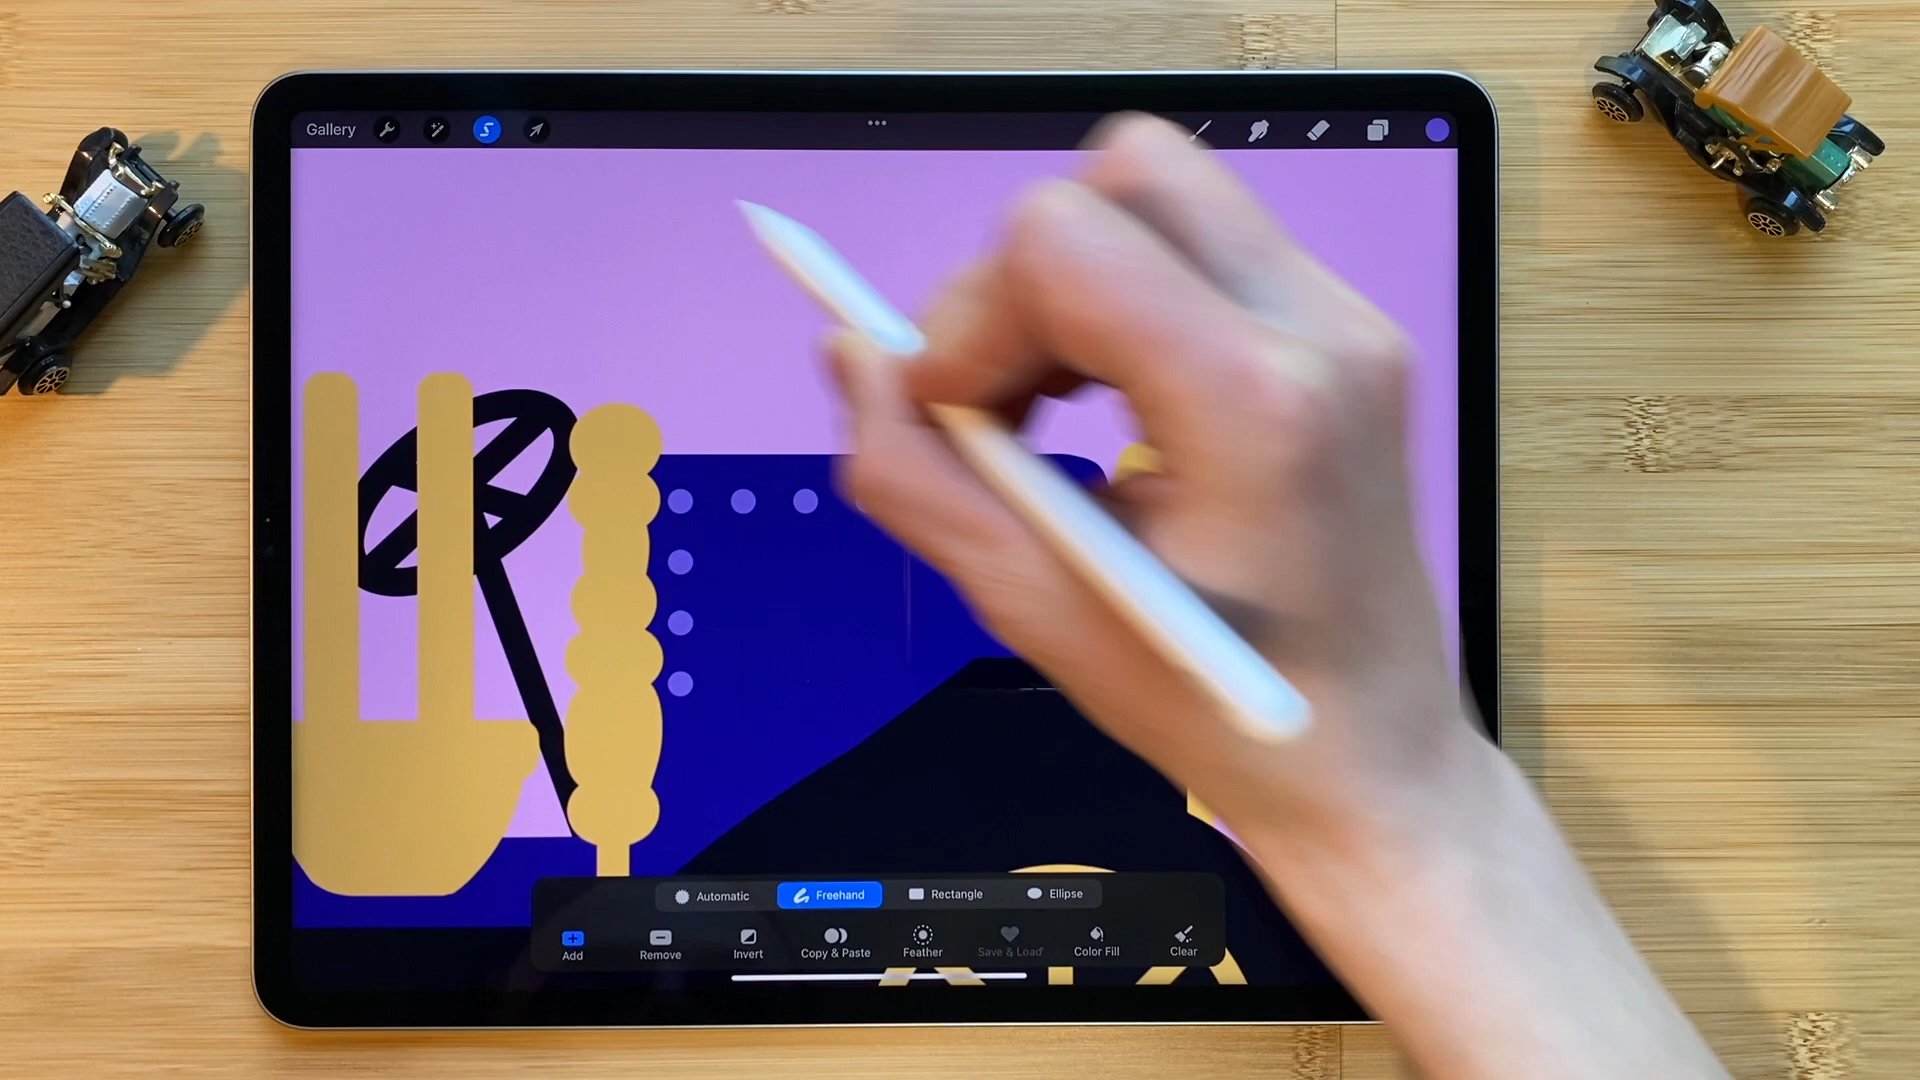 Gallery
Automatic Freehand Rectangle Ellipse
Add Remove Invert Copy & Paste Feather Save & Load Color Fill Clear